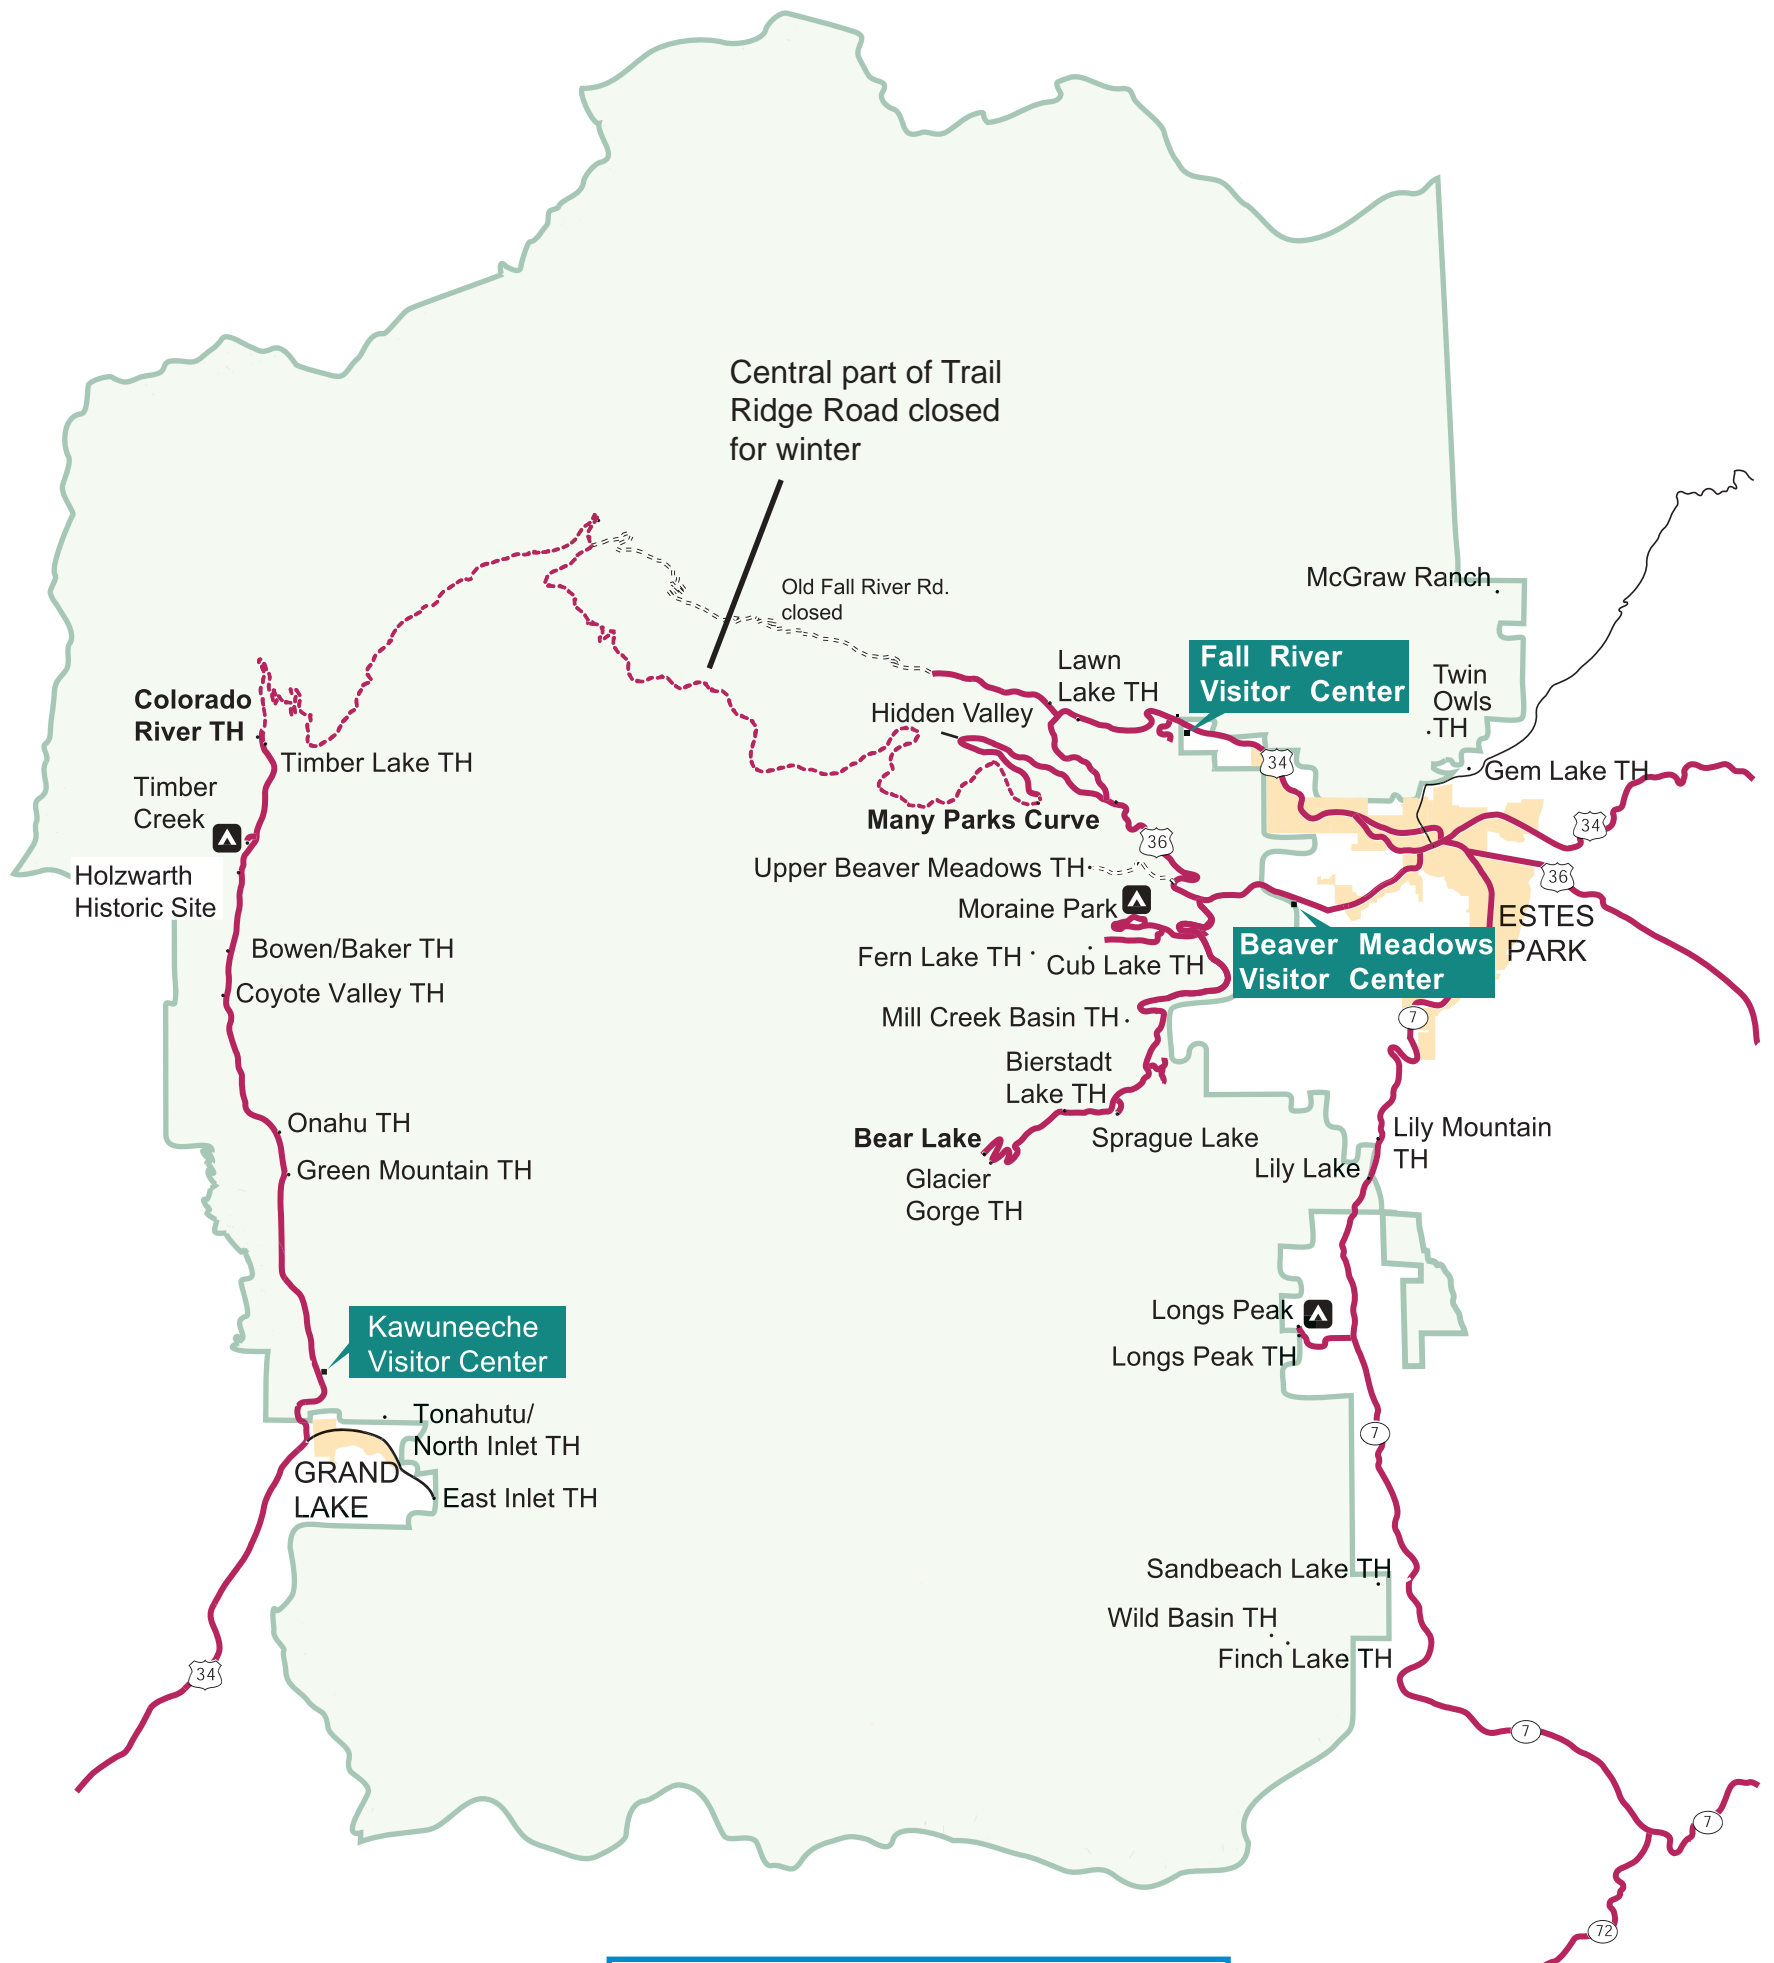 Central part of Trail
Ridge Road closed
for winter
Old Fall River Rd.
closed
McGraw Ranch
Lawn
Lake TH
Fall River
Visitor Center
Twin
Owls
TH
Colorado
River TH
Hidden Valley
Timber Lake TH
34
Gem Lake TH
Timber
Creek
Many Parks Curve
34
36
Upper Beaver Meadows TH
36
Holzwarth
Historic Site
Moraine Park
ESTES
PARK
Bowen/Baker TH
Fern Lake TH
Cub Lake TH
Beaver Meadows
Visitor Center
Coyote Valley TH
Mill Creek Basin TH
7
Bierstadt
Lake TH
Onahu TH
Bear Lake
Sprague Lake
Lily Mountain
TH
Green Mountain TH
Glacier
Gorge TH
Lily Lake
Kawuneeche
Visitor Center
Longs Peak
Longs Peak TH
Tonahutu/
North Inlet TH
7
GRAND
LAKE
East Inlet TH
Sandbeach Lake TH
Wild Basin TH
Finch Lake TH
34
7
7
72